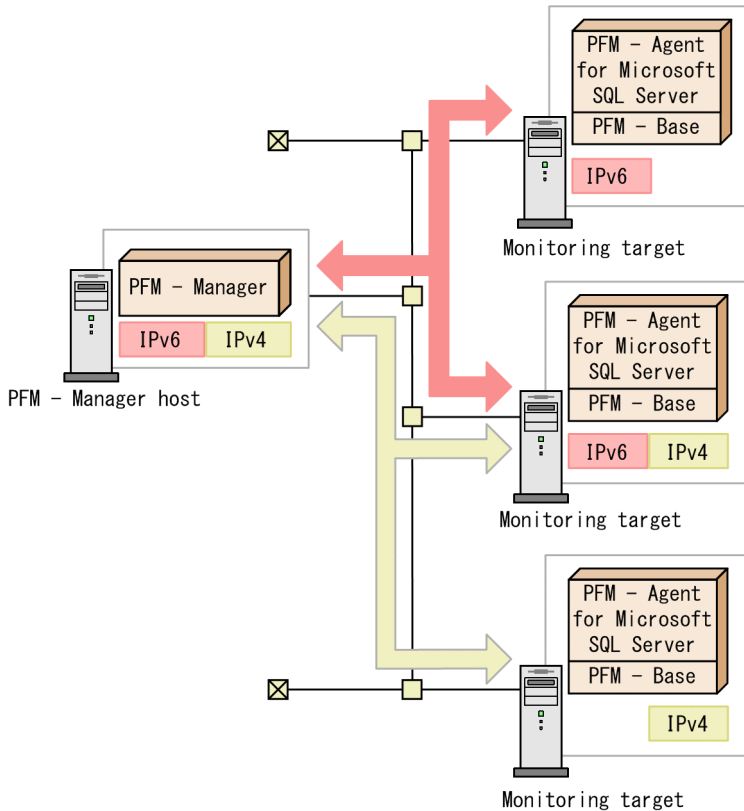 PFM - Agent
for Microsoft
SQL Server
PFM - Base
IPv6
Monitoring target
PFM - Manager
IPv6 IPv4
PFM - Manager host
PFM - Agent
for Microsoft
SQL Server
PFM - Base
IPv6 IPv4
Monitoring target
PFM - Agent
for Microsoft
SQL Server
PFM - Base
IPv4
Monitoring target